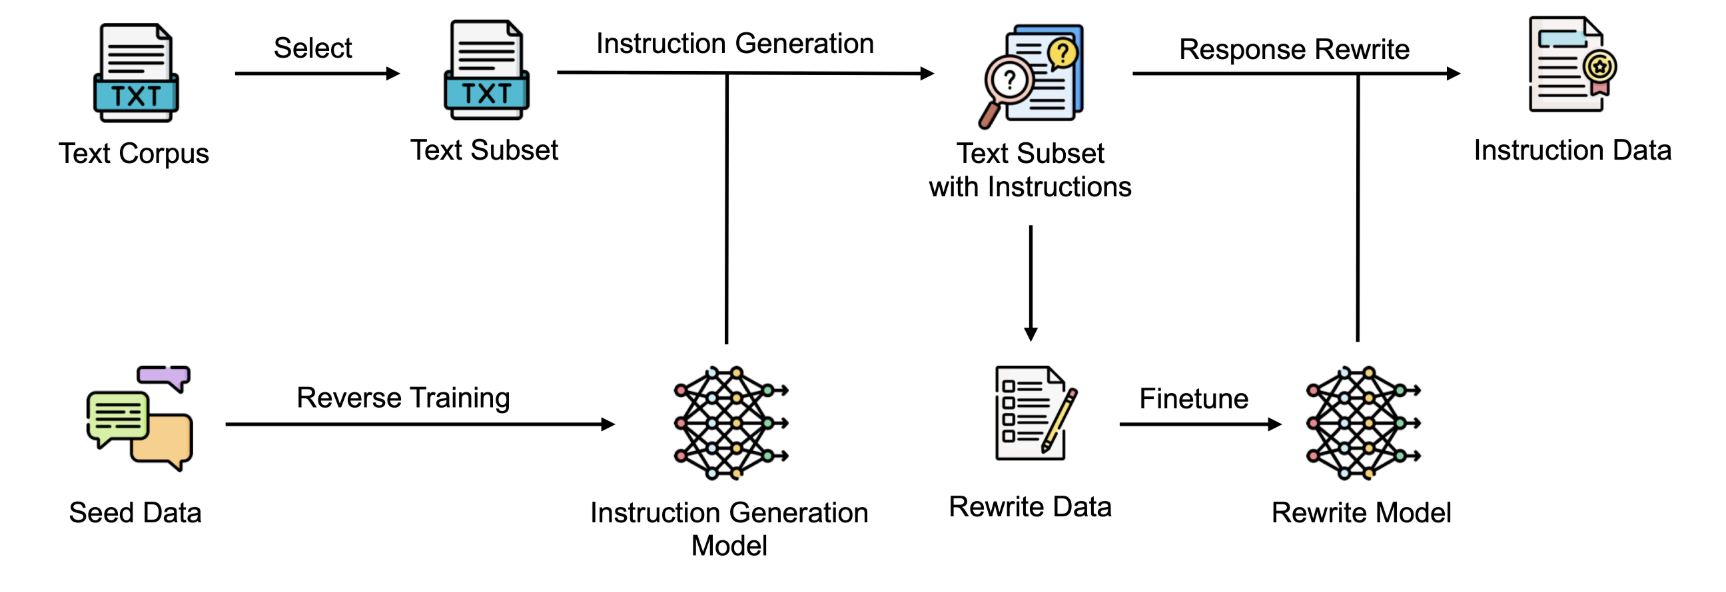 Select
Instruction Generation
Response Rewrite
TXT
TXT
?
?
Text Corpus
Text Subset
Text Subset
with Instructions
Instruction Data
Reverse Training
Finetune
Seed Data
Instruction Generation
Model
Rewrite Data
Rewrite Model